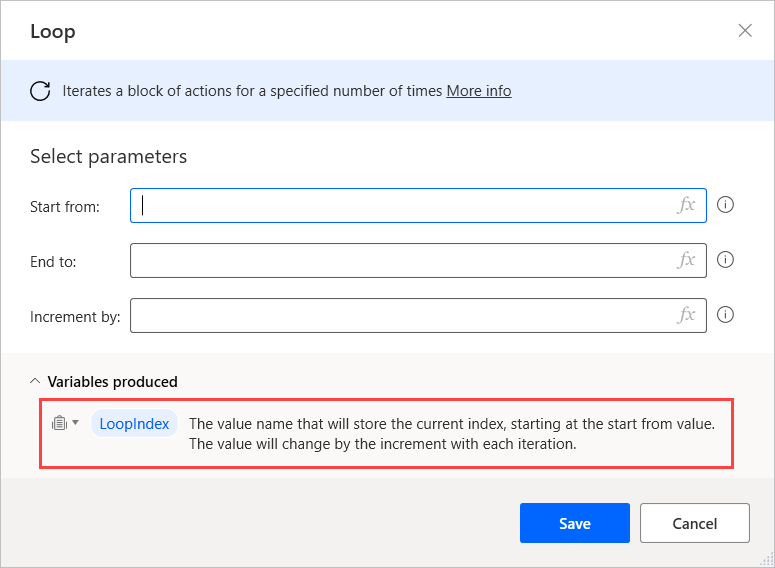 Loop
Iterates a block of actions for a specified number of times More info
Select parameters
Start from:
fx
End to:
fx
Increment by:
fx
Variables produced
LoopIndex The value name that will store the current index, starting at the start from value.
The value will change by the increment with each iteration.
Save Cancel